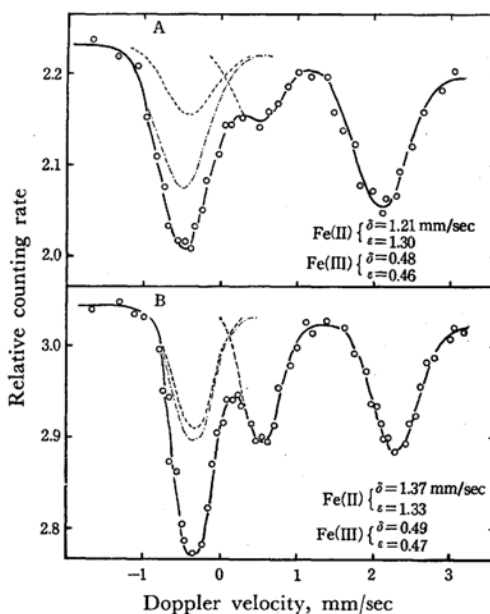 A
2.2
2.1
2.0
Fe(II) { δ=1.21 mm/sec
ε=1.30
Fe(III) { δ=0.48
ε=0.46
B
3.0
2.9
2.8
Fe(II) { δ=1.37 mm/sec
ε=1.33
Fe(III) { δ=0.49
ε=0.47
Relative counting rate
−1 0 1 2 3
Doppler velocity, mm/sec